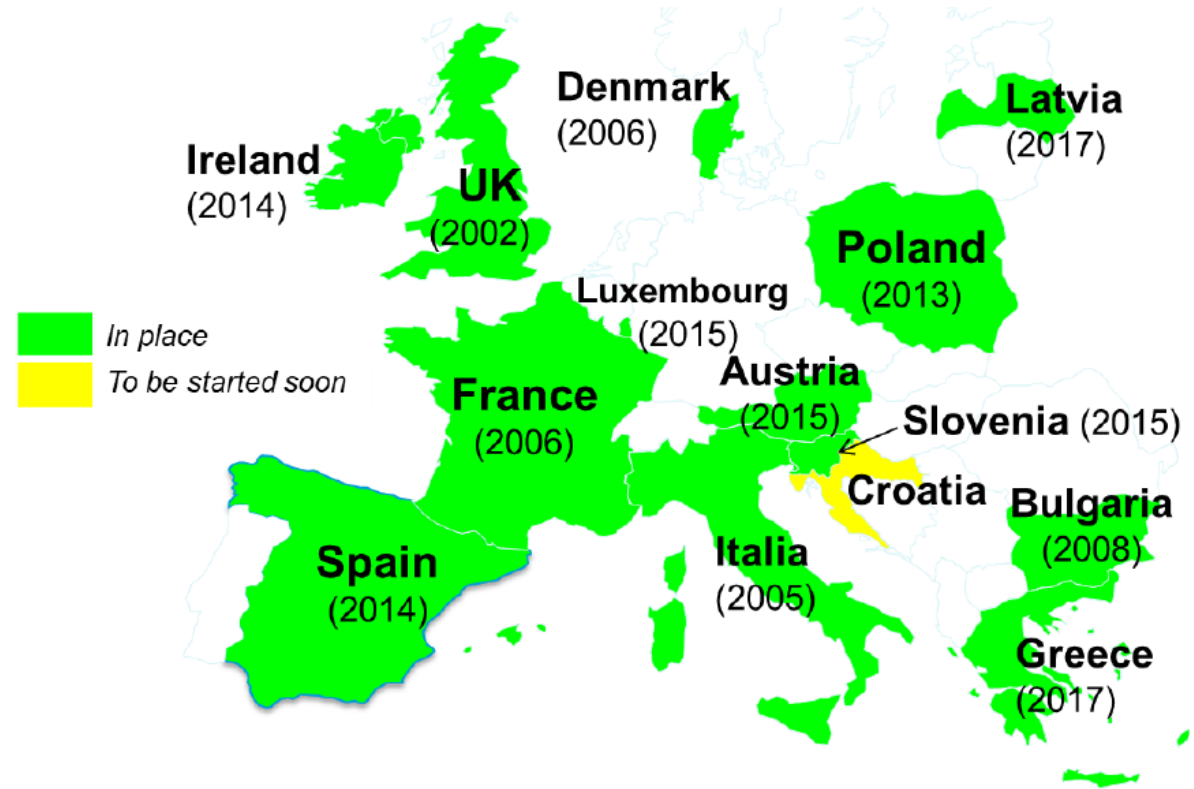 Denmark
(2006)
Latvia
(2017)
Ireland
(2014)
UK
(2002)
Poland
(2013)
Luxembourg
(2015)
In place
To be started soon
France
(2006)
Austria
(2015)
Slovenia (2015)
Croatia
Bulgaria
(2008)
Spain
(2014)
Italia
(2005)
Greece
(2017)